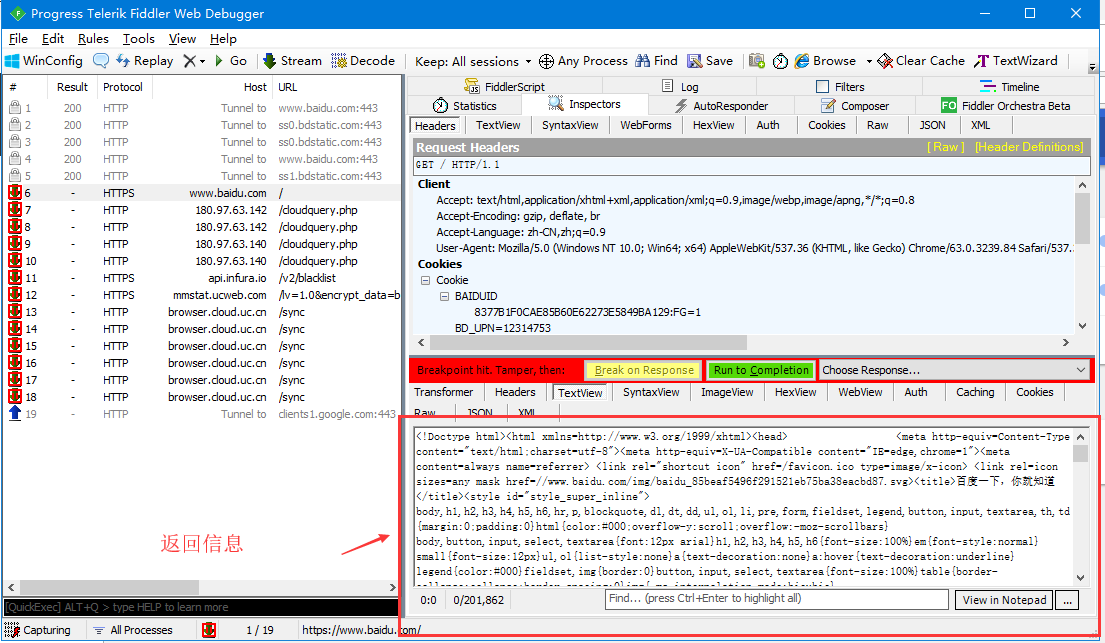 Progress Telerik Fiddler Web Debugger
File Edit Rules Tools View Help
WinConfig Replay Go Stream Decode Keep: All sessions Any Process Find Save Browse Clear Cache TextWizard
# Result Protocol Host URL
1 200 HTTP Tunnel to www.baidu.com:443
2 200 HTTP Tunnel to ss0.bdstatic.com:443
3 200 HTTP Tunnel to ss1.bdstatic.com:443
4 200 HTTP Tunnel to www.baidu.com:443
5 200 HTTP Tunnel to ss1.bdstatic.com:443
6 - HTTPS www.baidu.com /
7 - HTTP 180.97.63.142 /cloudquery.php
8 - HTTP 180.97.63.142 /cloudquery.php
9 - HTTP 180.97.63.140 /cloudquery.php
10 - HTTP 180.97.63.140 /cloudquery.php
11 - HTTPS api.infura.io /v2/blacklist
12 - HTTPS mmstat.ucweb.com /lv=1.0&encrypt_data=b
13 - HTTP browser.cloud.uc.cn /sync
14 - HTTP browser.cloud.uc.cn /sync
15 - HTTP browser.cloud.uc.cn /sync
16 - HTTP browser.cloud.uc.cn /sync
17 - HTTP browser.cloud.uc.cn /sync
18 - HTTP browser.cloud.uc.cn /sync
19 - HTTP Tunnel to clients1.google.com:443
返回信息
[QuickExec] ALT+Q > type HELP to learn more
FiddlerScript Log Filters Timeline
Statistics Inspectors AutoResponder Composer FO Fiddler Orchestra Beta
Headers TextView SyntaxView WebForms HexView Auth Cookies Raw JSON XML
Request Headers [ Raw ] [Header Definitions]
GET / HTTP/1.1
Client
Accept: text/html,application/xhtml+xml,application/xml;q=0.9,image/webp,image/apng,*/*;q=0.8
Accept-Encoding: gzip, deflate, br
Accept-Language: zh-CN,zh;q=0.9
User-Agent: Mozilla/5.0 (Windows NT 10.0; Win64; x64) AppleWebKit/537.36 (KHTML, like Gecko) Chrome/63.0.3239.84 Safari/537.
Cookies
Cookie
BAIDUID
8377B1F0CAE85B60E62273E5849BA129:FG=1
BD_UPN=12314753
Breakpoint hit. Tamper, then: Break on Response Run to Completion Choose Response...
Transformer Headers TextView SyntaxView ImageView HexView WebView Auth Caching Cookies
Raw JSON XML
<!Doctype html><html xmlns=http://www.w3.org/1999/xhtml><head> <meta http-equiv=Content-Type
content="text/html;charset=utf-8"><meta http-equiv=X-UA-Compatible content="IE=edge,chrome=1"><meta
content=always name=referrer> <link rel="shortcut icon" href=/favicon.ico type=image/x-icon> <link rel=icon
sizes=any mask href=//www.baidu.com/img/baidu_85beaf5496f291521eb75ba38eacbd87.svg><title>百度一下，你就知道
</title><style id="style_super_inline">
body,h1,h2,h3,h4,h5,h6,hr,p,blockquote,dl,dt,dd,ul,ol,li,pre,form,fieldset,legend,button,input,textarea,th,td
{margin:0;padding:0}html{color:#000;overflow-y:scroll;overflow:-moz-scrollbars}
body,button,input,select,textarea{font:12px arial}h1,h2,h3,h4,h5,h6{font-size:100%}em{font-style:normal}
small{font-size:12px}ul,ol{list-style:none}a{text-decoration:none}a:hover{text-decoration:underline}
legend{color:#000}fieldset,img{border:0}button,input,select,textarea{font-size:100%}table{border-
0:0 0/201,862 Find... (press Ctrl+Enter to highlight all) View in Notepad ...
Capturing All Processes 1 / 19 https://www.baidu.com/